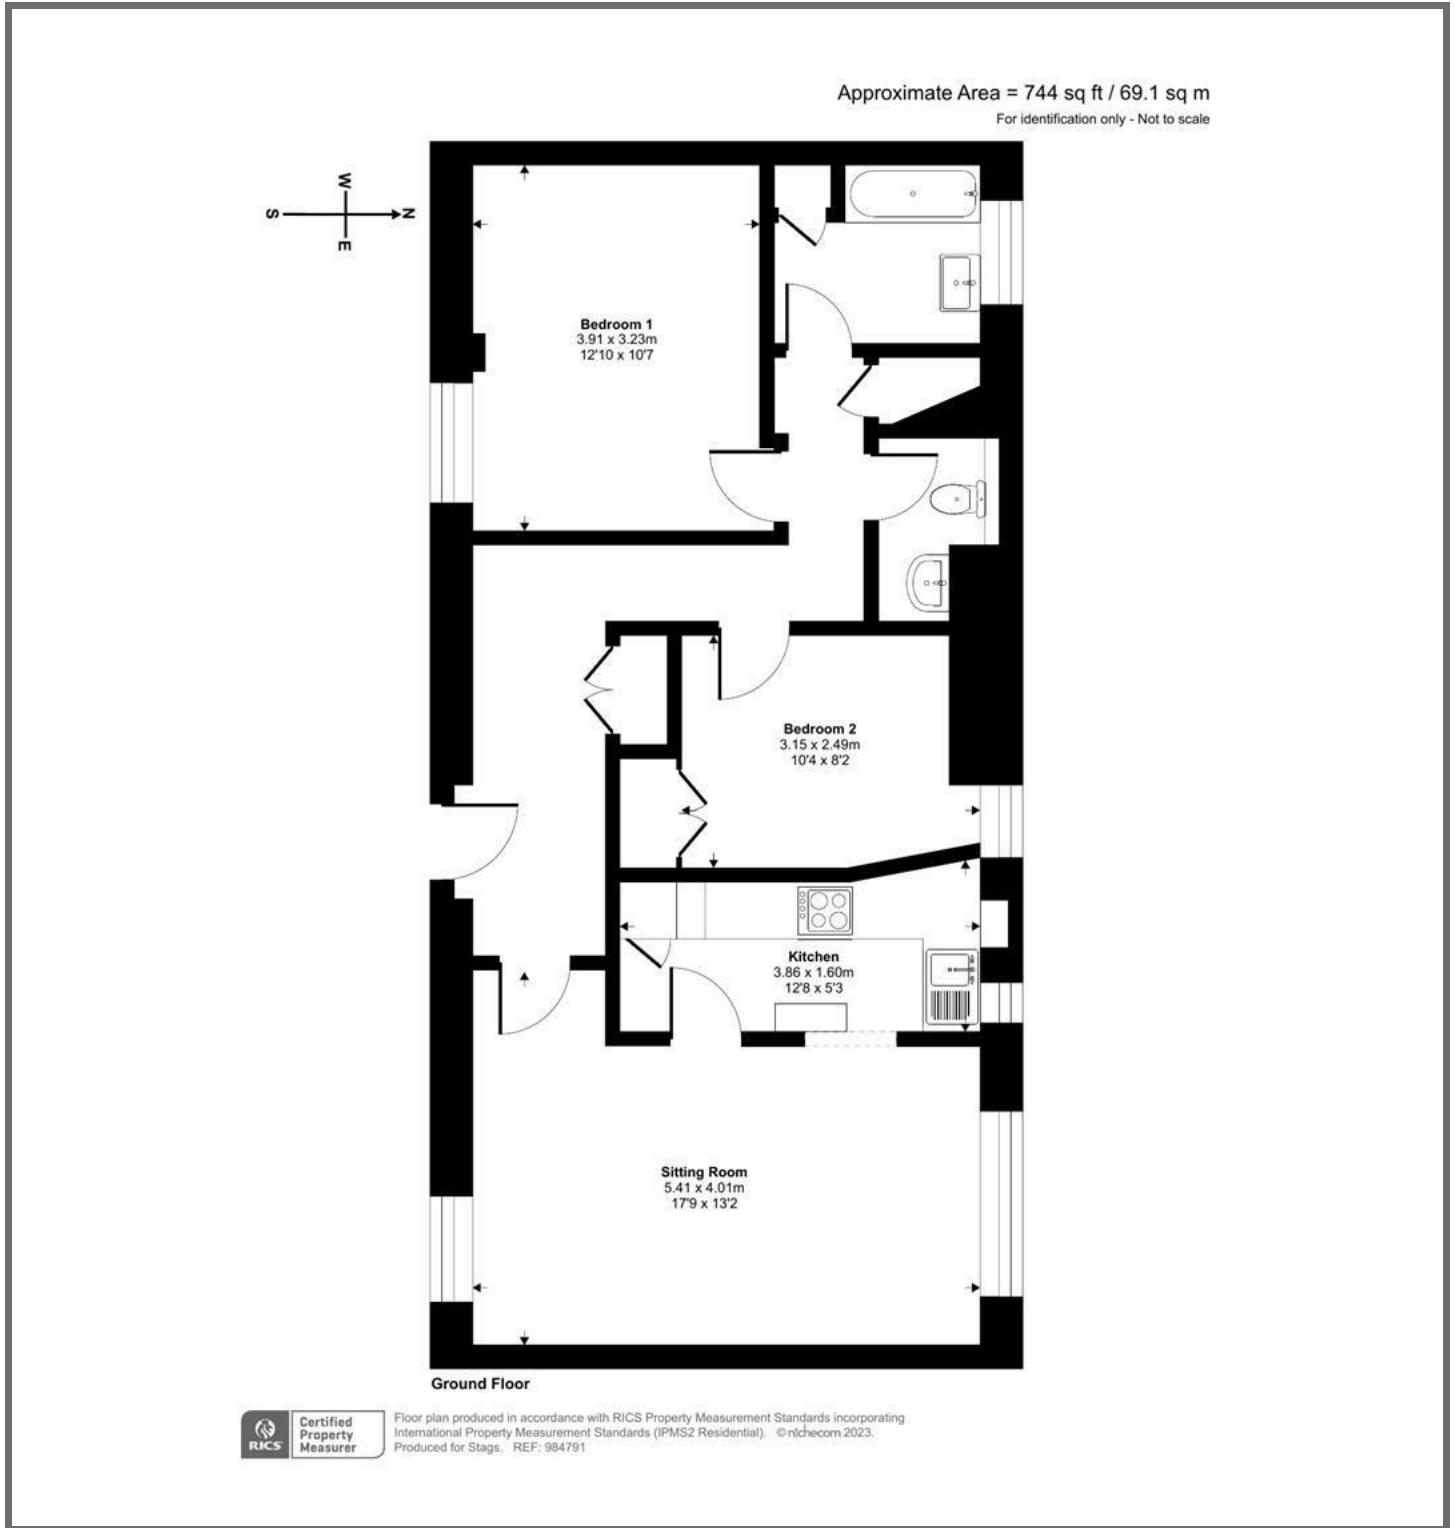 Approximate Area = 744 sq ft / 69.1 sq m
For identification only - Not to scale
W
S
N
E
Bedroom 1
3.91 x 3.23m
12'10 x 10'7
Bedroom 2
3.15 x 2.49m
10'4 x 8'2
Kitchen
3.86 x 1.60m
12'8 x 5'3
Sitting Room
5.41 x 4.01m
17'9 x 13'2
Ground Floor
RICS
Certified
Property
Measurer
Floor plan produced in accordance with RICS Property Measurement Standards incorporating
International Property Measurement Standards (IPMS2 Residential). © nichecom 2023.
Produced for Stags. REF: 984791